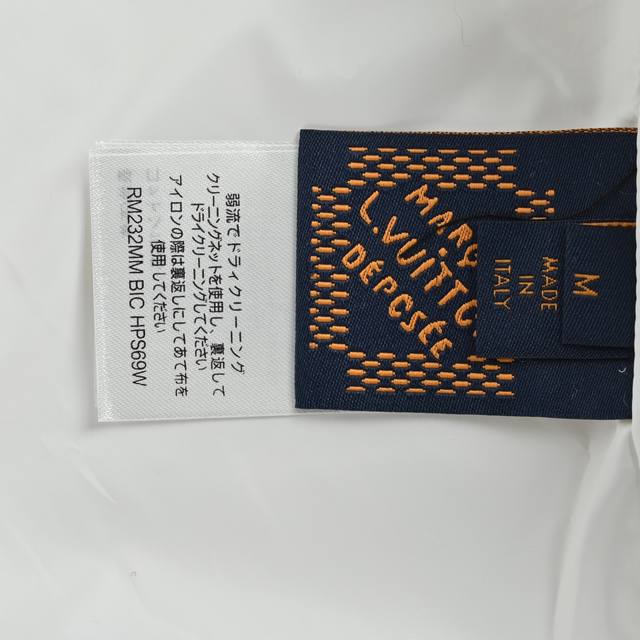 弱流でドライクリーニング
クリーニングネットを使用し、裏返して
ドライクリーニングしてください
アイロンの際は裏返しにしてあて布を
使用してください
RM232MM BIC HPS69W
MARQ
L.VUITTO
DEPOSÉE
MADE
IN
ITALY
M